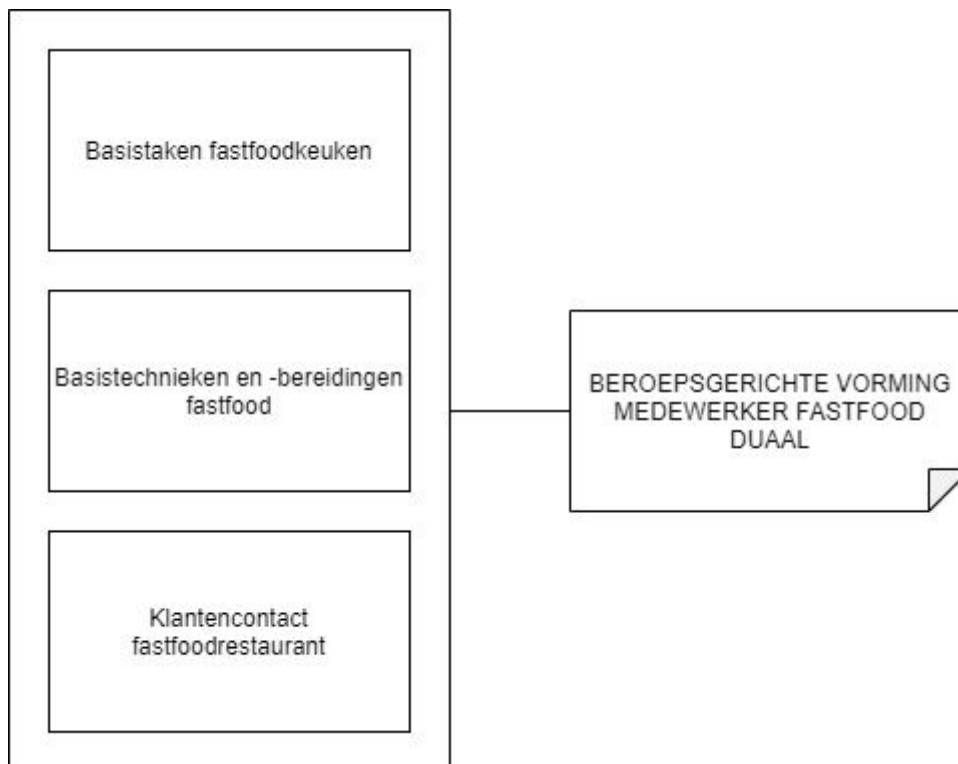 Basistaken fastfoodkeuken
Basistechnieken en -bereidingen
fastfood
Klantencontact
fastfoodrestaurant
BEROEPSGERICHTE VORMING
MEDEWERKER FASTFOOD
DUAAL